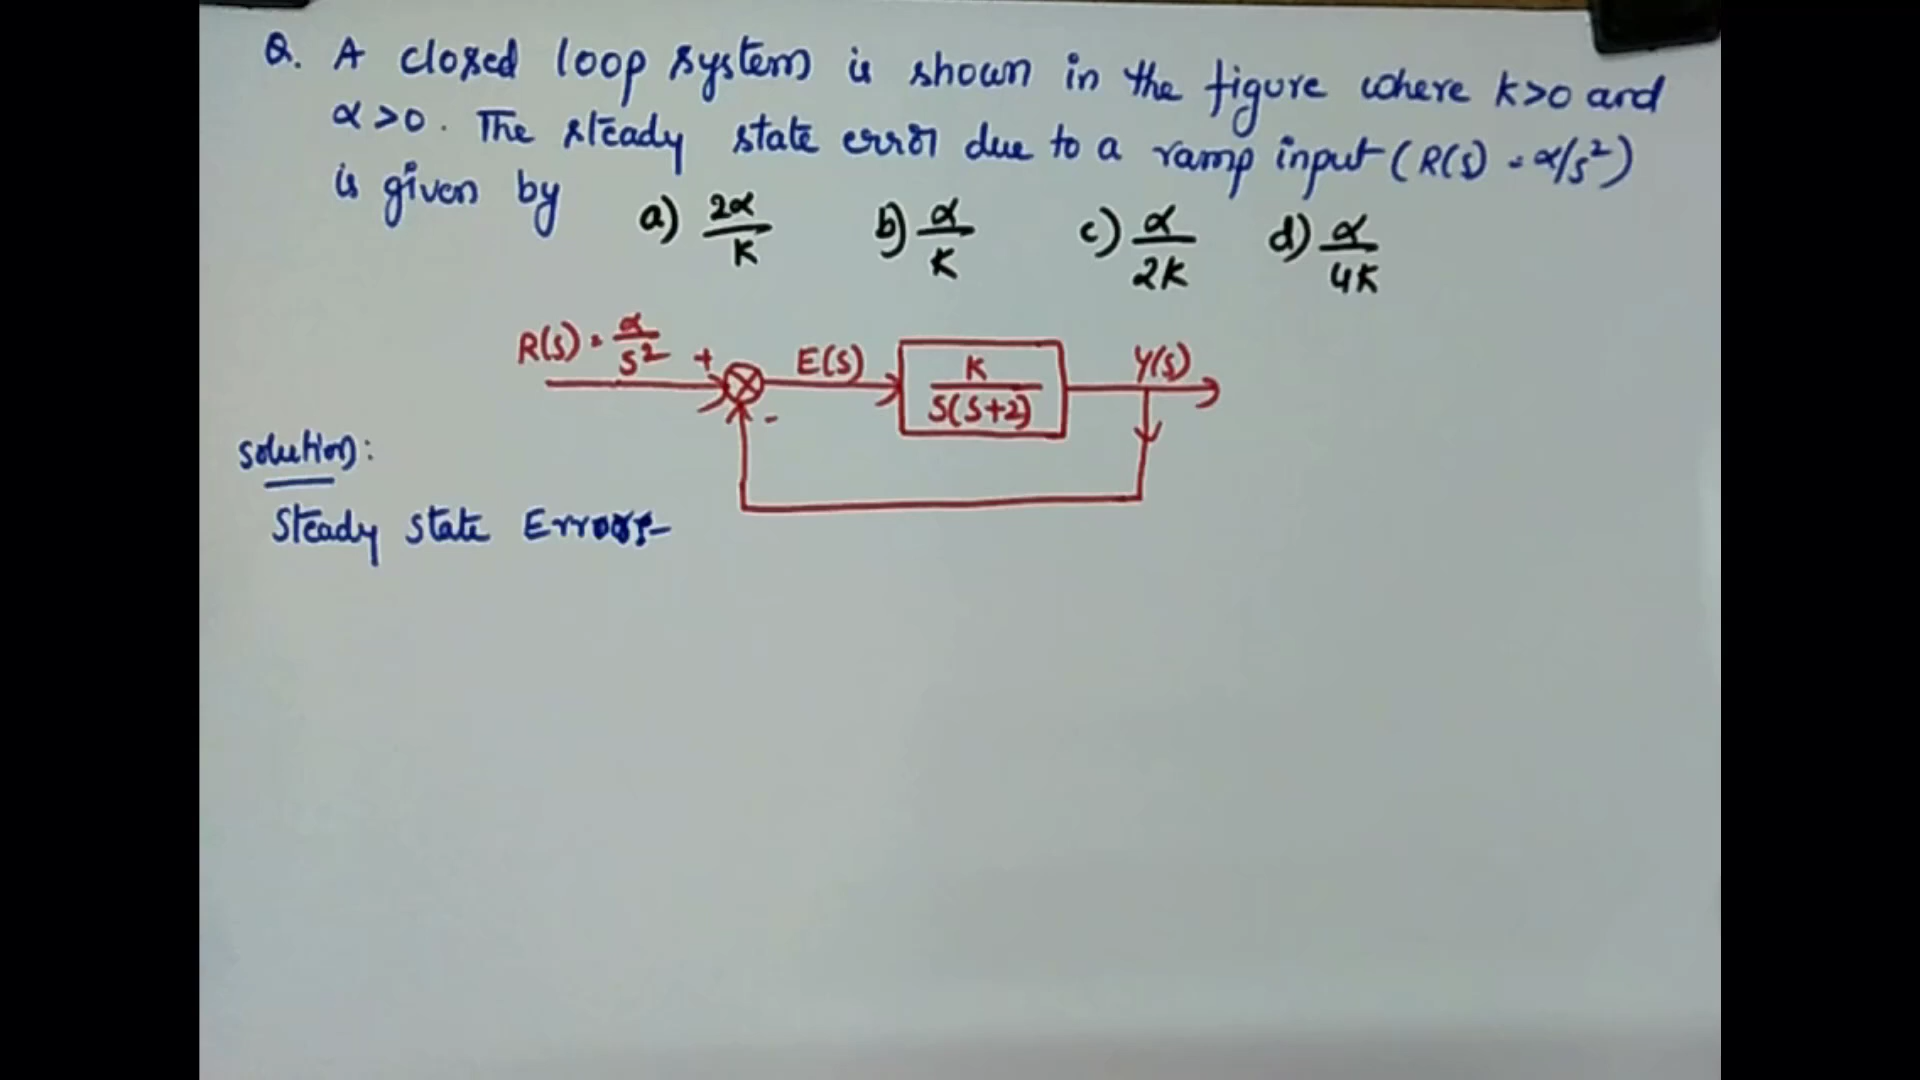 Q. A closed loop system is shown in the figure where K>0 and
α>0. The steady state error due to a ramp input (R(s) = α/s²)
is given by a) 2α/K b) α/K c) α/2K d) α/4K
R(s) = α/s² + E(s) K/S(S+2) Y(s)
-
Solution:
Steady State Error:-